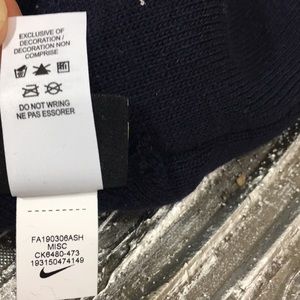 EXCLUSIVE OF
DECORATION /
DECORATION NON
COMPRISE
DO NOT WRING
NE PAS ESSORER
FA190306ASH
MISC
CK6480-473
193150474149